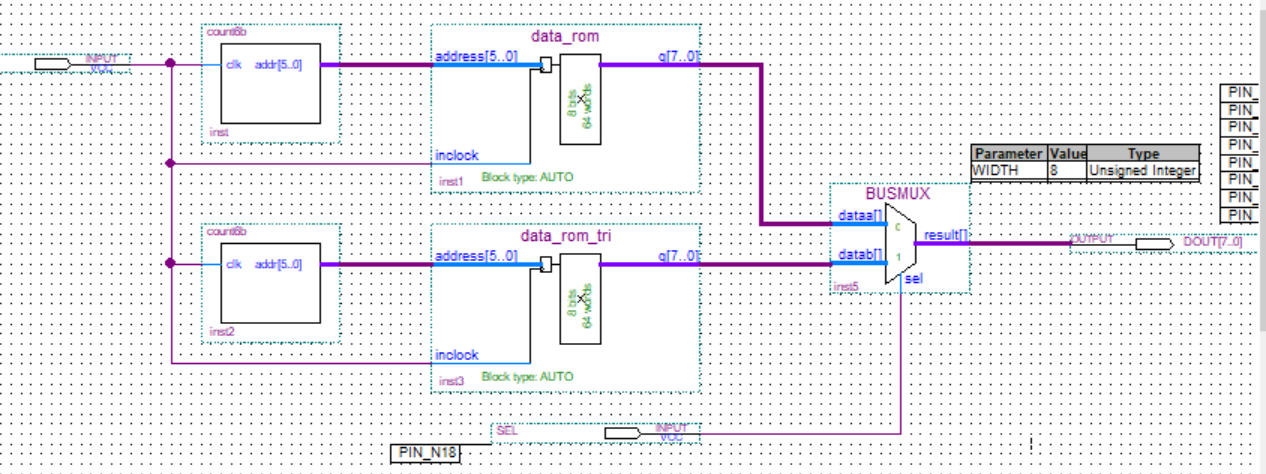 INPUT
VCC
count6b
clk addr[5..0]
inst
data_rom
address[5..0] q[7..0]
8 bits
64 words
inclock
inst1 Block type: AUTO
count6b
clk addr[5..0]
inst2
data_rom_tri
address[5..0] q[7..0]
8 bits
64 words
inclock
inst3 Block type: AUTO
SEL INPUT
VCC
PIN_N18
BUSMUX
dataa[] 0
result[]
datab[] 1
sel
inst5
Parameter Value Type
WIDTH 8 Unsigned Integer
OUTPUT DOUT[7..0]
PIN_
PIN_
PIN_
PIN_
PIN_
PIN_
PIN_
PIN_